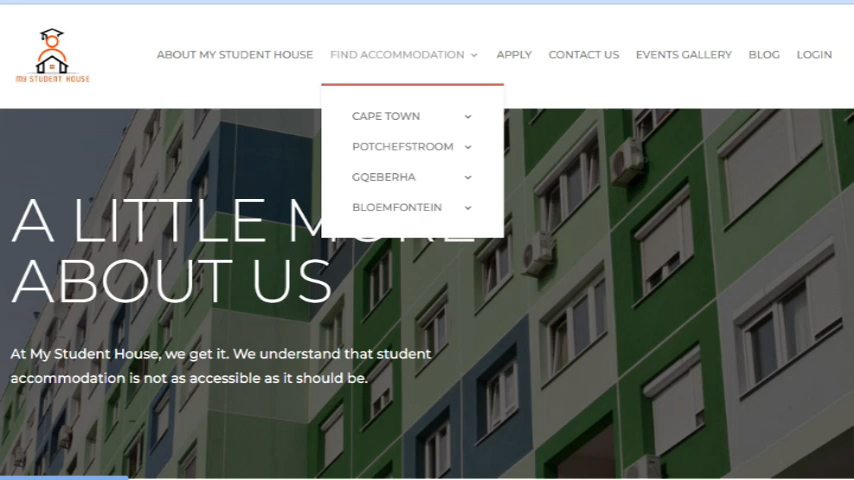 MY STUDENT HOUSE
ABOUT MY STUDENT HOUSE
FIND ACCOMMODATION
APPLY
CONTACT US
EVENTS GALLERY
BLOG
LOGIN
CAPE TOWN
POTCHEFSTROOM
GQEBERHA
BLOEMFONTEIN
A LITTLE MORE
ABOUT US
At My Student House, we get it. We understand that student
accommodation is not as accessible as it should be.